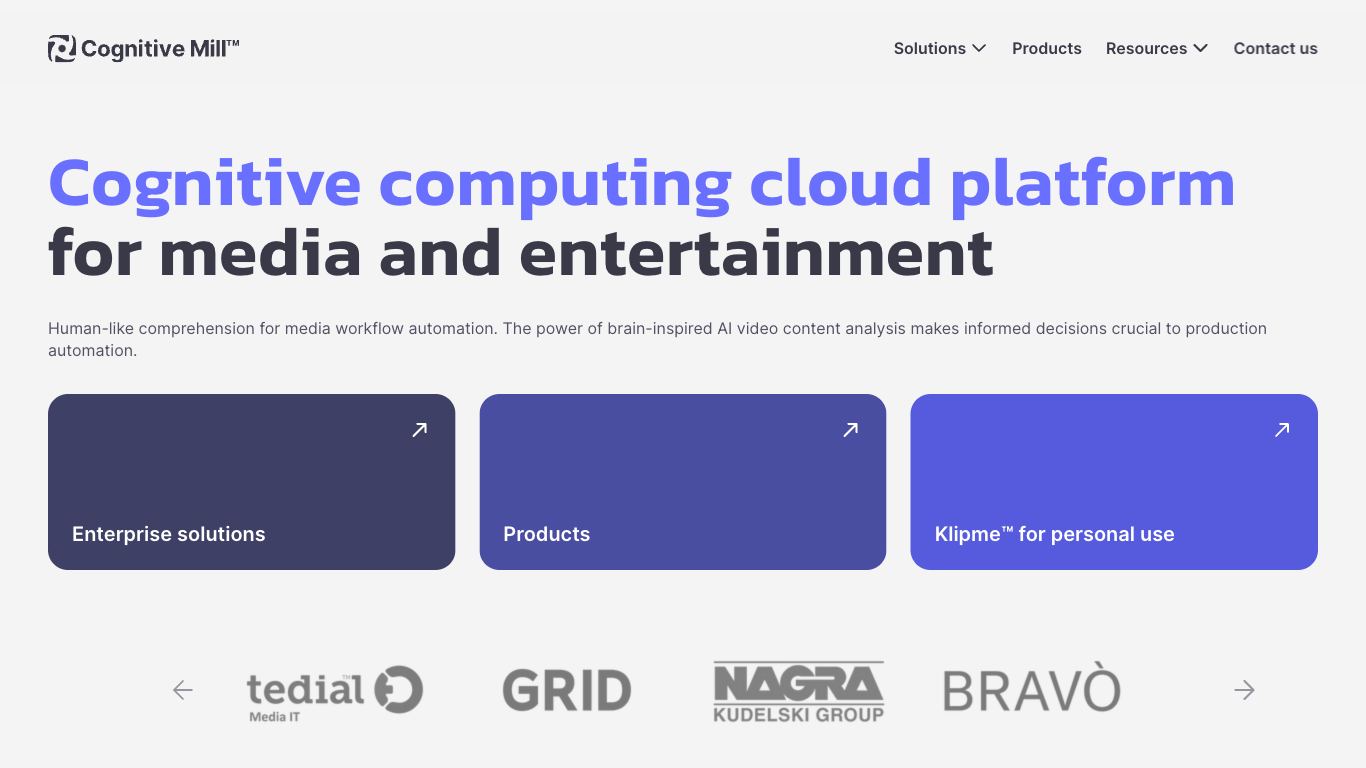 Cognitive Mill™
Solutions
Products
Resources
Contact us
Cognitive computing cloud platform
for media and entertainment
Human-like comprehension for media workflow automation. The power of brain-inspired AI video content analysis makes informed decisions crucial to production
automation.
Enterprise solutions
Products
Klipme™ for personal use
tedial™
Media IT
GRID
NAGRA
KUDELSKI GROUP
BRAVÒ